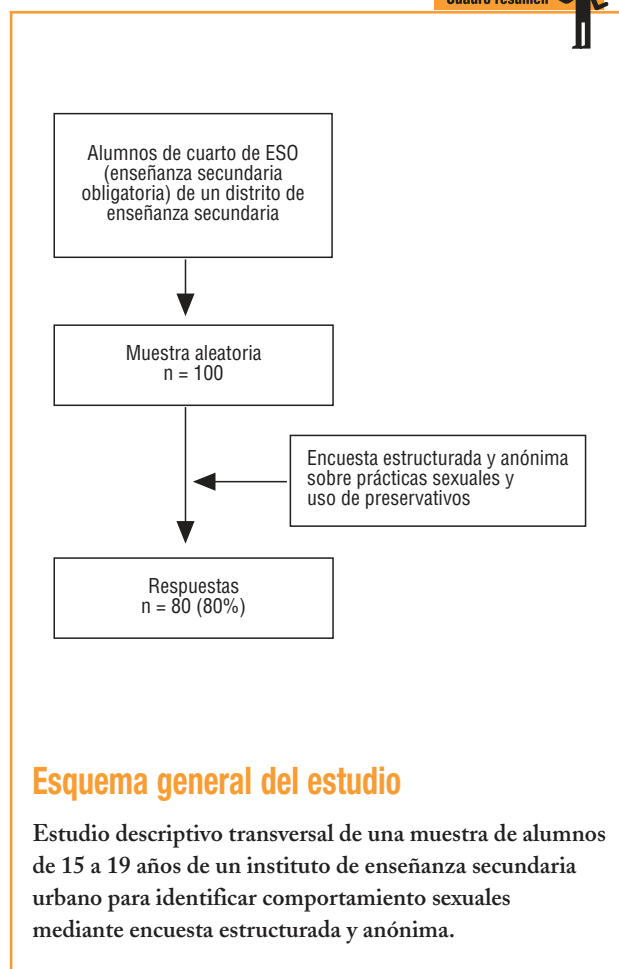 Cuadro resumen
Alumnos de cuarto de ESO
(enseñanza secundaria
obligatoria) de un distrito de
enseñanza secundaria
Muestra aleatoria
n = 100
Encuesta estructurada y anónima
sobre prácticas sexuales y
uso de preservativos
Respuestas
n = 80 (80%)
Esquema general del estudio
Estudio descriptivo transversal de una muestra de alumnos
de 15 a 19 años de un instituto de enseñanza secundaria
urbano para identificar comportamiento sexuales
mediante encuesta estructurada y anónima.